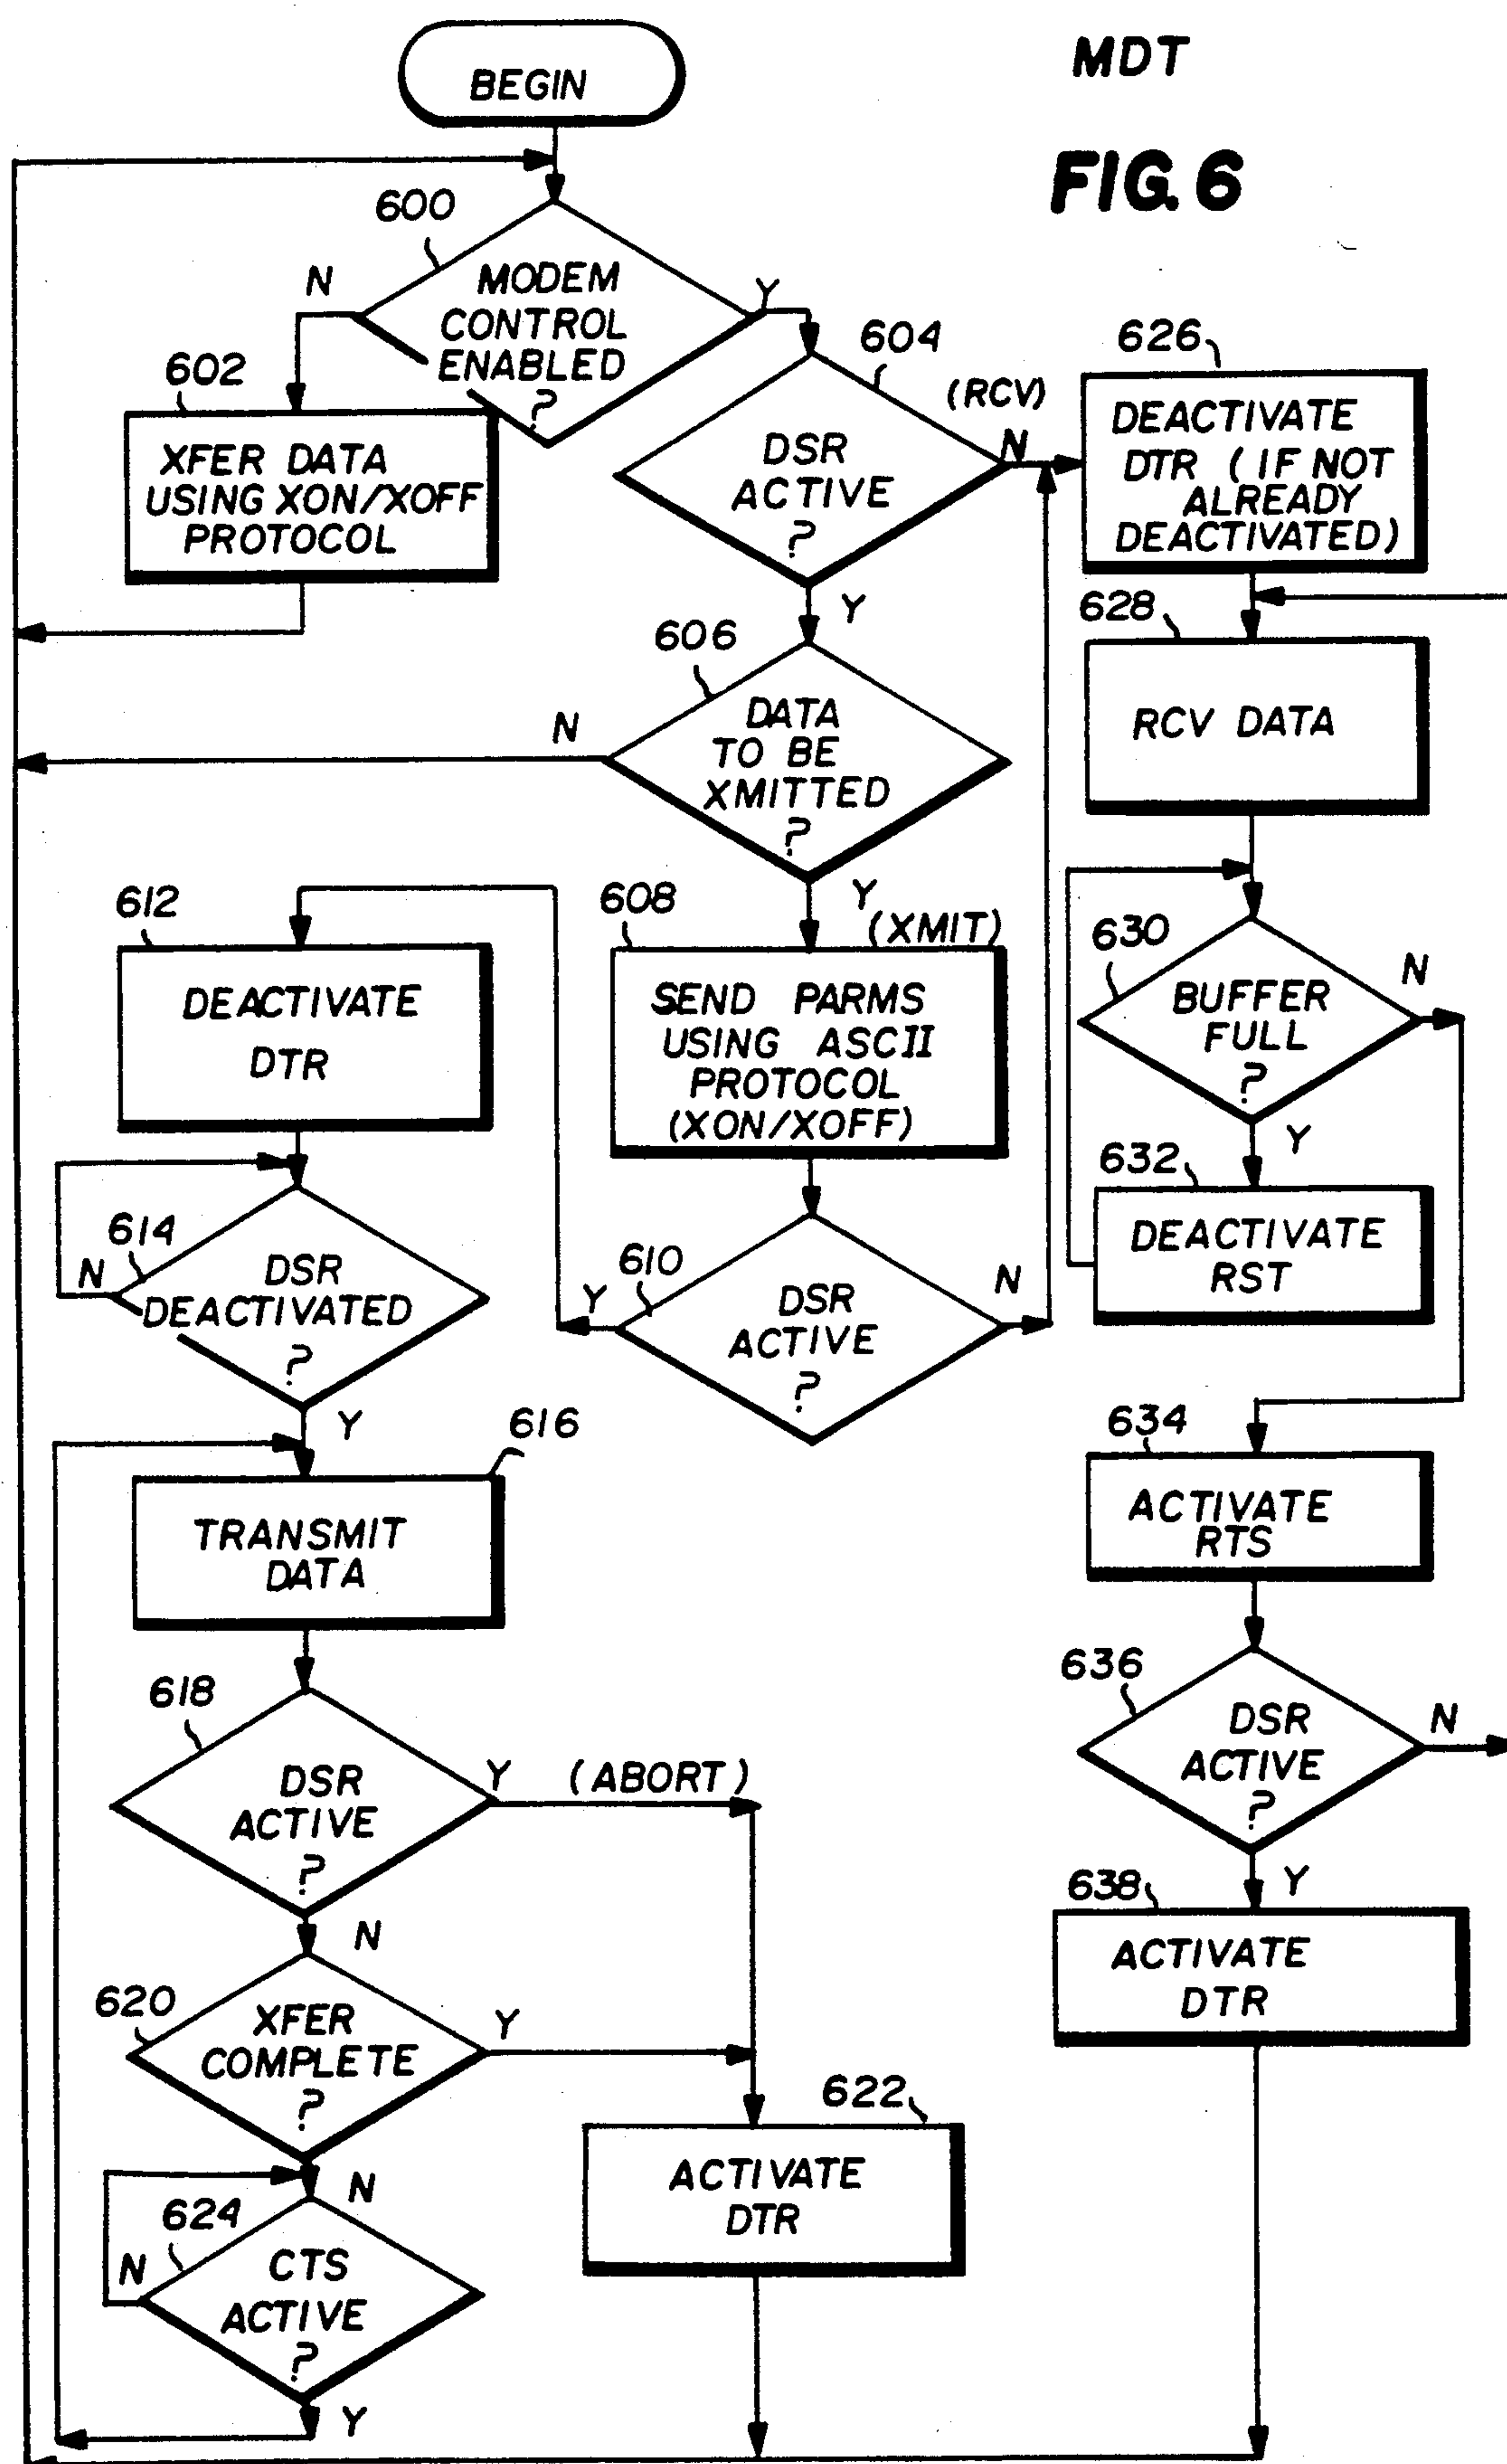 MDT
FIG. 6
BEGIN
600
MODEM
CONTROL
ENABLED
?
N
Y
602
XFER DATA
USING XON/XOFF
PROTOCOL
604
DSR
ACTIVE
?
(RCV)
N
Y
626
DEACTIVATE
DTR (IF NOT
ALREADY
DEACTIVATED)
606
DATA
TO BE
XMITTED
?
N
Y
(XMIT)
628
RCV DATA
608
SEND PARMS
USING ASCII
PROTOCOL
(XON/XOFF)
610
DSR
ACTIVE
?
Y
N
612
DEACTIVATE
DTR
614
DSR
DEACTIVATED
?
N
Y
630
BUFFER
FULL
?
N
Y
632
DEACTIVATE
RST
634
ACTIVATE
RTS
636
DSR
ACTIVE
?
N
Y
638
ACTIVATE
DTR
616
TRANSMIT
DATA
618
DSR
ACTIVE
?
Y
(ABORT)
N
620
XFER
COMPLETE
?
Y
N
622
ACTIVATE
DTR
624
CTS
ACTIVE
?
N
Y